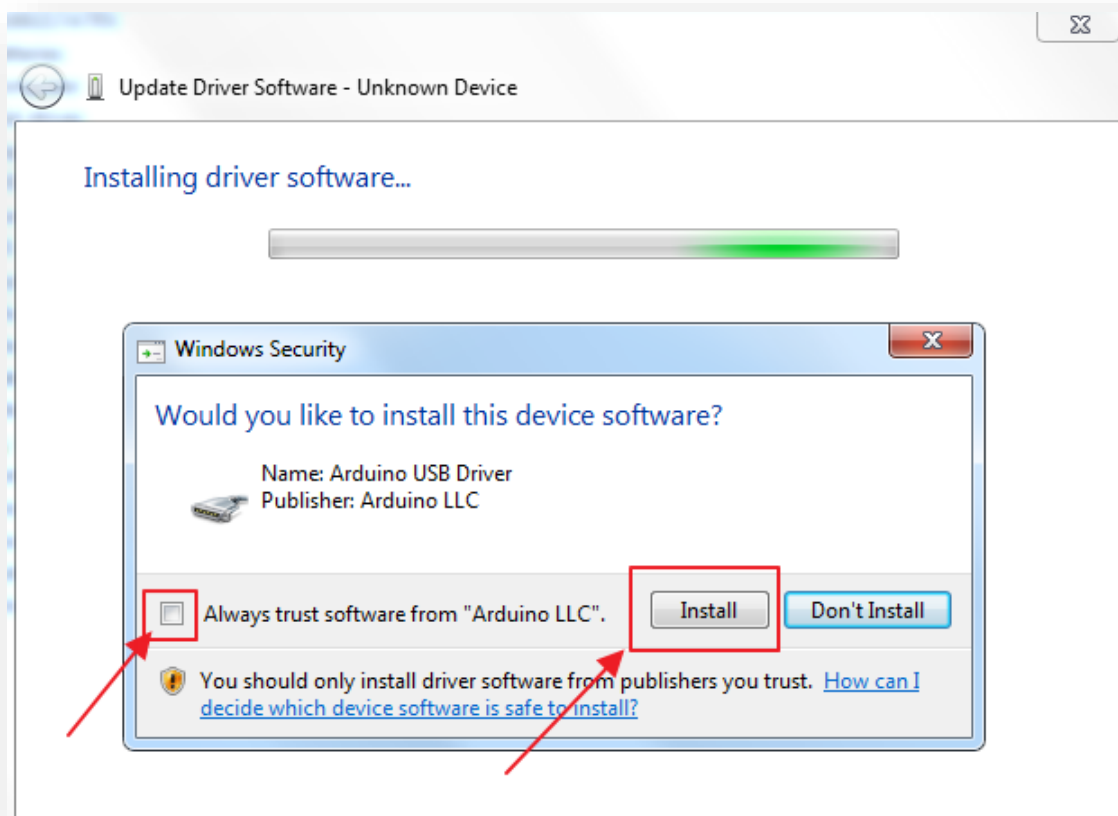 Update Driver Software - Unknown Device
Installing driver software...
Windows Security
Would you like to install this device software?
Name: Arduino USB Driver
Publisher: Arduino LLC
Always trust software from "Arduino LLC".
Install
Don't Install
You should only install driver software from publishers you trust. How can I
decide which device software is safe to install?